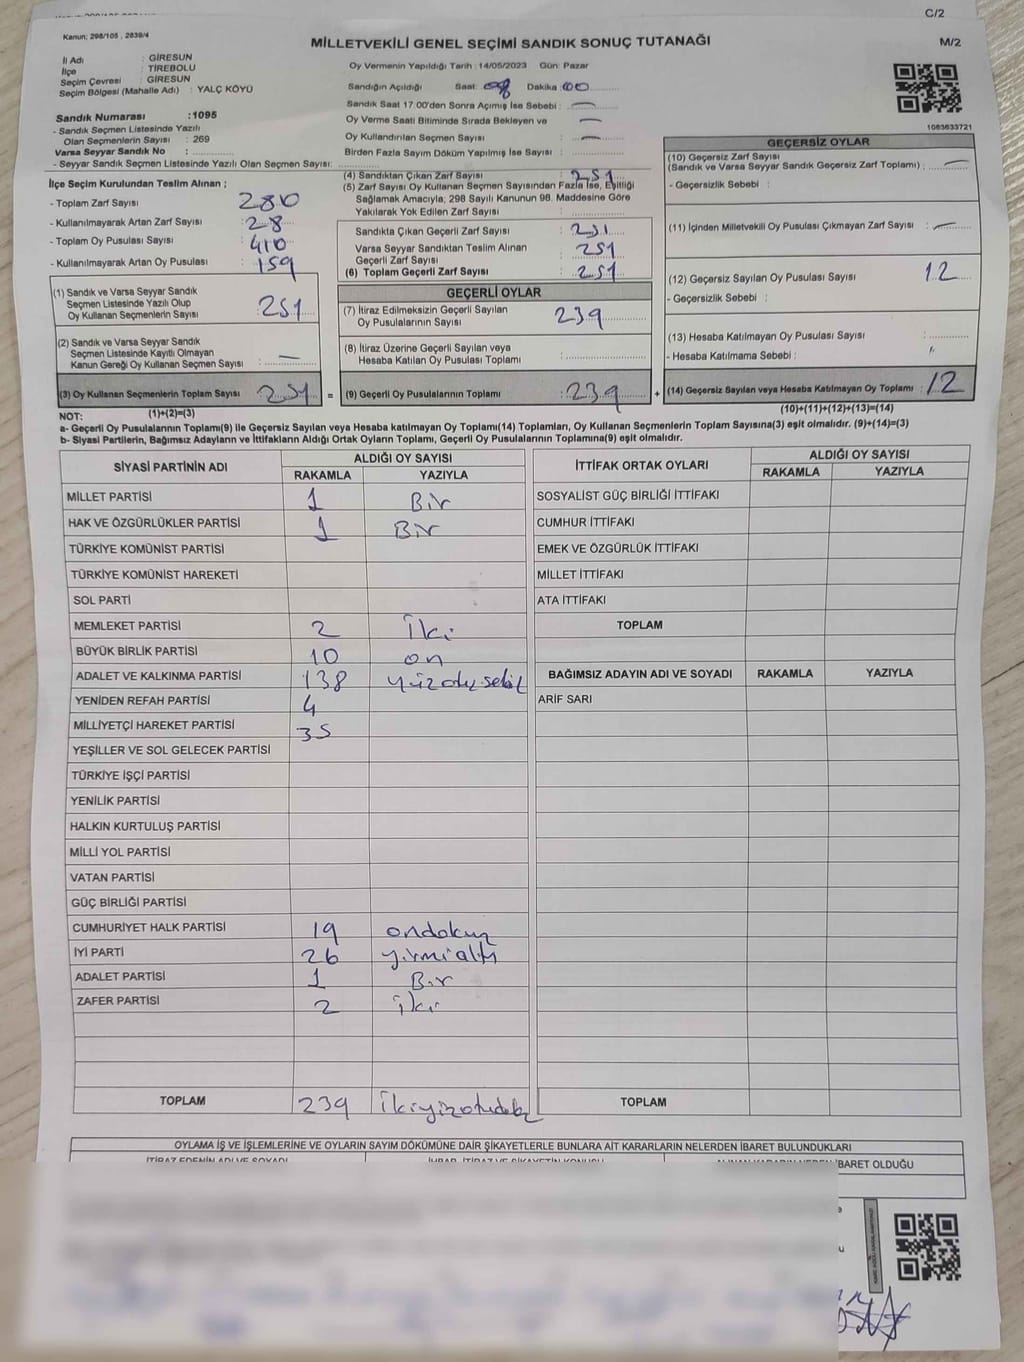 C/2
Kanun: 298/105 , 2839/4
MİLLETVEKİLİ GENEL SEÇİMİ SANDIK SONUÇ TUTANAĞI
M/2
İl Adı : GİRESUN
İlçe : TİREBOLU
Seçim Çevresi : GİRESUN
Seçim Bölgesi (Mahalle Adı) : YALÇ KÖYÜ
Sandık Numarası :1095
- Sandık Seçmen Listesinde Yazılı
Olan Seçmenlerin Sayısı : 269
Varsa Seyyar Sandık No :
- Seyyar Sandık Seçmen Listesinde Yazılı Olan Seçmen Sayısı:
Oy Vermenin Yapıldığı Tarih : 14/05/2023 Gün: Pazar
Sandığın Açıldığı Saat: 08 Dakika 00
Sandık Saat 17.00'den Sonra Açımış İse Sebebi : —
Oy Verme Saati Bitiminde Sırada Bekleyen ve
Oy Kullandırılan Seçmen Sayısı : —
Birden Fazla Sayım Döküm Yapılmış İse Sayısı :
1083633721
İlçe Seçim Kurulundan Teslim Alınan ;
- Toplam Zarf Sayısı 280
- Kullanılmayarak Artan Zarf Sayısı : 28
- Toplam Oy Pusulası Sayısı : 410
- Kullanılmayarak Artan Oy Pusulası : 159
(4) Sandıktan Çıkan Zarf Sayısı : 251
(5) Zarf Sayısı Oy Kullanan Seçmen Sayısından Fazla İse, Eşitliği
Sağlamak Amacıyla; 298 Sayılı Kanunun 98. Maddesine Göre
Yakılarak Yok Edilen Zarf Sayısı :
Sandıkta Çıkan Geçerli Zarf Sayısı : 251
Varsa Seyyar Sandıktan Teslim Alınan
Geçerli Zarf Sayısı : 251
(6) Toplam Geçerli Zarf Sayısı : 251
GEÇERSİZ OYLAR
(10) Geçersiz Zarf Sayısı
(Sandık ve Varsa Seyyar Sandık Geçersiz Zarf Toplamı) : —
- Geçersizlik Sebebi :
(11) İçinden Milletvekili Oy Pusulası Çıkmayan Zarf Sayısı : —
(12) Geçersiz Sayılan Oy Pusulası Sayısı : 12
- Geçersizlik Sebebi :
(13) Hesaba Katılmayan Oy Pusulası Sayısı :
- Hesaba Katılmama Sebebi :
(14) Geçersiz Sayılan veya Hesaba Katılmayan Oy Toplamı : 12
(10)+(11)+(12)+(13)=(14)
(1) Sandık ve Varsa Seyyar Sandık
Seçmen Listesinde Yazılı Olup
Oy Kullanan Seçmenlerin Sayısı : 251
(2) Sandık ve Varsa Seyyar Sandık
Seçmen Listesinde Kayıtlı Olmayan
Kanun Gereği Oy Kullanan Seçmen Sayısı : —
(3) Oy Kullanan Seçmenlerin Toplam Sayısı : 251 =
(1)+(2)=(3)
GEÇERLİ OYLAR
(7) İtiraz Edilmeksizin Geçerli Sayılan
Oy Pusulalarının Sayısı : 239
(8) İtiraz Üzerine Geçerli Sayılan veya
Hesaba Katılan Oy Pusulası Toplamı :
(9) Geçerli Oy Pusulalarının Toplamı : 239 +
NOT:
a- Geçerli Oy Pusulalarının Toplamı(9) ile Geçersiz Sayılan veya Hesaba katılmayan Oy Toplamı(14) Toplamları, Oy Kullanan Seçmenlerin Toplam Sayısına(3) eşit olmalıdır. (9)+(14)=(3)
b- Siyasi Partilerin, Bağımsız Adayların ve İttifakların Aldığı Ortak Oyların Toplamı, Geçerli Oy Pusulalarının Toplamına(9) eşit olmalıdır.
SİYASİ PARTİNİN ADI ALDIĞI OY SAYISI
RAKAMLA YAZIYLA
MİLLET PARTİSİ 1 Bir
HAK VE ÖZGÜRLÜKLER PARTİSİ 1 Bir
TÜRKİYE KOMÜNİST PARTİSİ
TÜRKİYE KOMÜNİST HAREKETİ
SOL PARTİ
MEMLEKET PARTİSİ 2 İki
BÜYÜK BİRLİK PARTİSİ 10 on
ADALET VE KALKINMA PARTİSİ 138
YENİDEN REFAH PARTİSİ 4
MİLLİYETÇİ HAREKET PARTİSİ 35
YEŞİLLER VE SOL GELECEK PARTİSİ
TÜRKİYE İŞÇİ PARTİSİ
YENİLİK PARTİSİ
HALKIN KURTULUŞ PARTİSİ
MİLLİ YOL PARTİSİ
VATAN PARTİSİ
GÜÇ BİRLİĞİ PARTİSİ
CUMHURİYET HALK PARTİSİ 19 ondokuz
İYİ PARTİ 26 yirmialtı
ADALET PARTİSİ 1 Bir
ZAFER PARTİSİ 2 iki
TOPLAM 239
İTTİFAK ORTAK OYLARI ALDIĞI OY SAYISI
RAKAMLA YAZIYLA
SOSYALİST GÜÇ BİRLİĞİ İTTİFAKI
CUMHUR İTTİFAKI
EMEK VE ÖZGÜRLÜK İTTİFAKI
MİLLET İTTİFAKI
ATA İTTİFAKI
TOPLAM
BAĞIMSIZ ADAYIN ADI VE SOYADI RAKAMLA YAZIYLA
ARİF SARI
TOPLAM
OYLAMA İŞ VE İŞLEMLERİNE VE OYLARIN SAYIM DÖKÜMÜNE DAİR ŞİKAYETLERLE BUNLARA AİT KARARLARIN NELERDEN İBARET BULUNDUKLARI
İBARET OLDUĞU